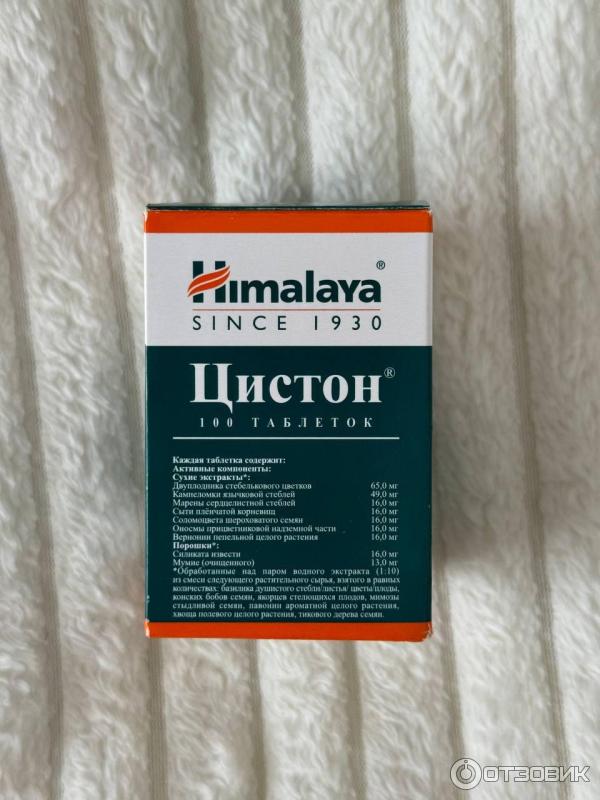 Himalaya®
SINCE 1930
Цистон®
100 ТАБЛЕТОК
Каждая таблетка содержит:
Активные компоненты:
Сухие экстракты*:
Двуплодника стебелькового цветков 65,0 мг
Камнеломки язычковой стеблей 49,0 мг
Марены сердцелистной стеблей 16,0 мг
Сыти плёнчатой корневищ 16,0 мг
Соломоцвета шероховатого семян 16,0 мг
Оносмы прицветниковой надземной части 16,0 мг
Вернонии пепельной целого растения 16,0 мг
Порошки*:
Силиката извести 16,0 мг
Мумие (очищенного) 13,0 мг
*Обработанные над паром водного экстракта (1:10)
из смеси следующего растительного сырья, взятого в равных
количествах: базилика душистого стебли/листья/ цветы/плоды,
конских бобов семян, якорцев стелющихся плодов, мимозы
стыдливой семян, павонии ароматной целого растения,
хвоща полевого целого растения, тикового дерева семян.
ОТЗОВИК